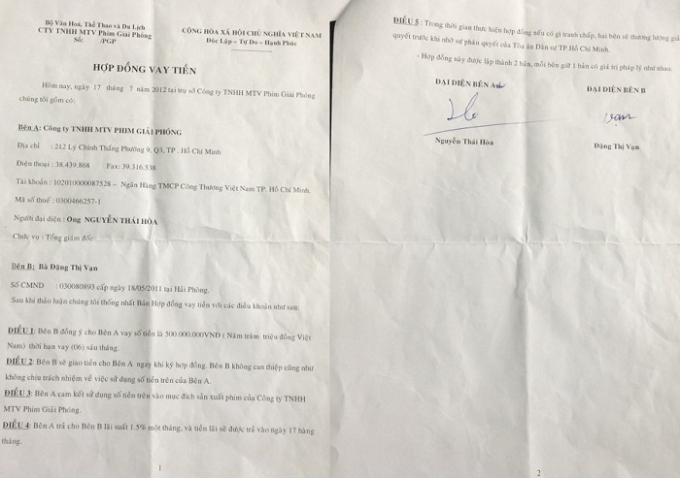 Bộ Văn Hoá, Thể Thao và Du Lịch
CTY TNHH MTV Phim Giải Phóng
Số: /PGP
CỘNG HÒA XÃ HỘI CHỦ NGHĨA VIỆT NAM
Độc Lập – Tự Do – Hạnh Phúc
HỢP ĐỒNG VAY TIỀN
Hôm nay, ngày 17 tháng 7 năm 2012 tại trụ sở Công ty TNHH MTV Phim Giải Phóng
chúng tôi gồm có:
Bên A: Công ty TNHH MTV PHIM GIẢI PHÓNG
Địa chỉ : 212 Lý Chính Thắng Phường 9, Q3, TP . Hồ Chí Minh
Điện thoại : 38.439.868 Fax: 39.316.538
Tài khoản : 102010000087528 – Ngân Hàng TMCP Công Thương Việt Nam TP. Hồ Chí Minh.
Mã số thuế : 0300466257-1
Người đại diện : Ông NGUYỄN THÁI HÒA
Chức vụ : Tổng giám đốc
Bên B: Bà Đặng Thị Vạn
Số CMND : 030080893 cấp ngày 18/05/2011 tại Hải Phòng.
Sau khi thảo luận chúng tôi thống nhất Bản Hợp đồng vay tiền với các điều khoản như sau:
ĐIỀU 1: Bên B đồng ý cho Bên A vay số tiền là 500.000.000VNĐ ( Năm trăm triệu đồng Việt
Nam) thời hạn vay (06) sáu tháng.
ĐIỀU 2: Bên B sẽ giao tiền cho Bên A ngay khi ký hợp đồng. Bên B không can thiệp cũng như
không chịu trách nhiệm về việc sử dụng số tiền trên của Bên A.
ĐIỀU 3: Bên A cam kết sử dụng số tiền trên vào mục đích sản xuất phim của Công ty TNHH
MTV Phim Giải Phóng.
ĐIỀU 4: Bên A trả cho Bên B lãi suất 1.5% một tháng, và tiền lãi sẽ được trả vào ngày 17 hàng
tháng.
1
ĐIỀU 5 : Trong thời gian thực hiện hợp đồng nếu có gì tranh chấp, hai bên sẽ thương lượng giải
quyết trước khi nhờ sự phán quyết của Tòa án Dân sự TP.Hồ Chí Minh.
- Hợp đồng này được lập thành 2 bản, mỗi bên giữ 1 bản có giá trị pháp lý như nhau.
ĐẠI DIỆN BÊN A
ĐẠI DIỆN BÊN B
Vạn
Nguyễn Thái Hòa
Đặng Thị Vạn
2